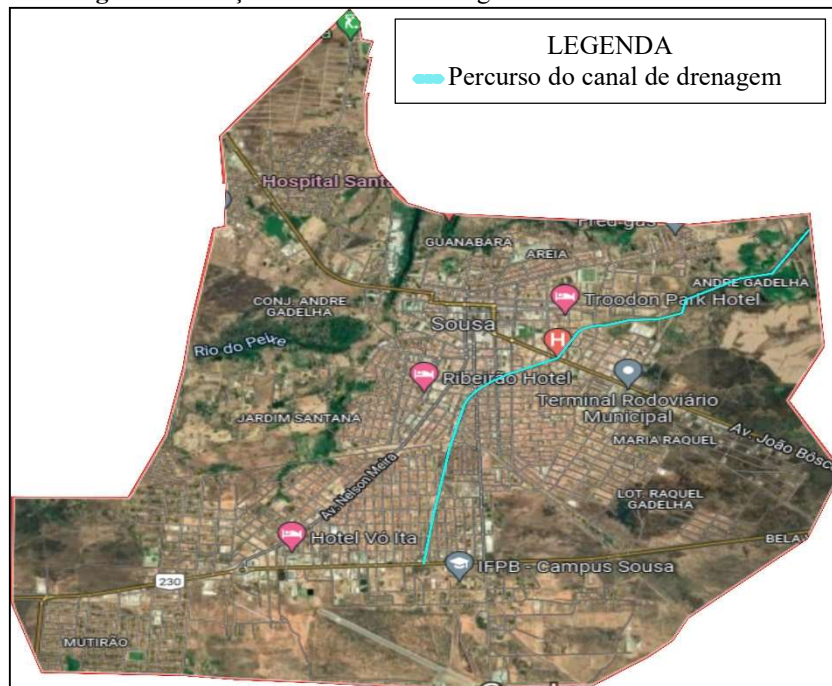 LEGENDA
Percurso do canal de drenagem
Hospital Santa
GUANABARA
AREIA
ANDRE GADELHA
CONJ. ANDRE
GADELHA
Troodon Park Hotel
Sousa
Rio do Peixe
H
Ribeirão Hotel
Terminal Rodoviário
Municipal
JARDIM SANTANA
MARIA RAQUEL
Av. João Bôsco
Av. Nelson Meira
LOT. RAQUEL
GADELHA
Hotel Vó Ita
BELA
IFPB - Campus Sousa
230
MUTIRÃO